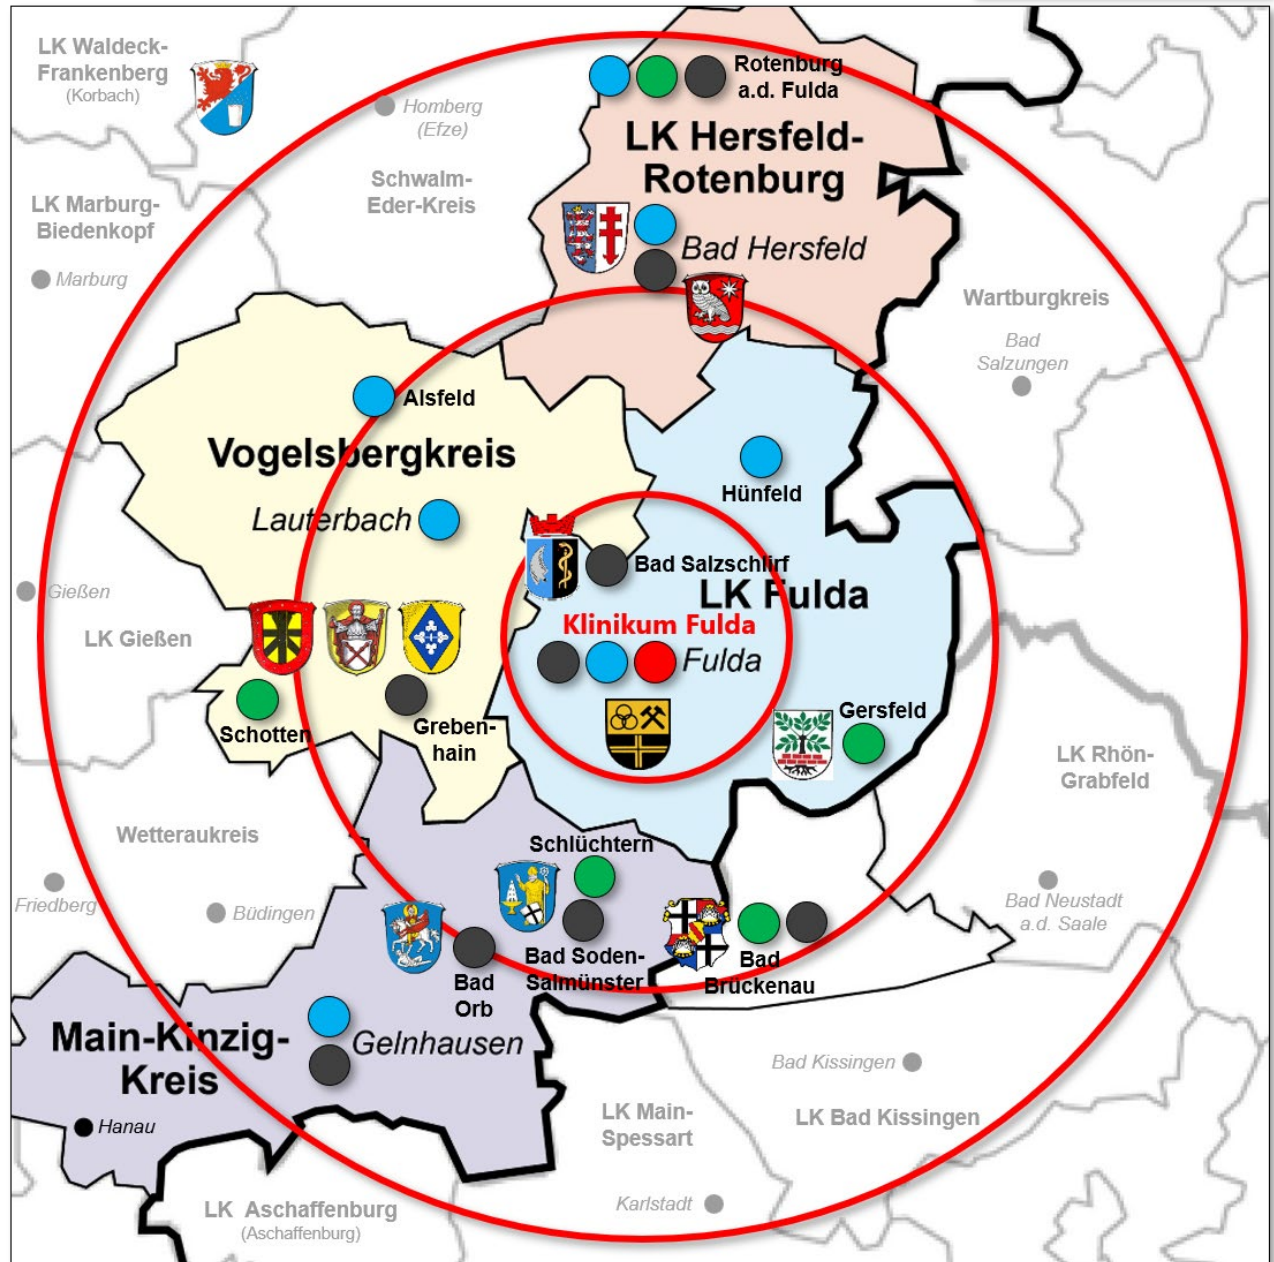 LK Waldeck-
Frankenberg
(Korbach)
Rotenburg
a.d. Fulda
Homberg
(Efze)
LK Hersfeld-
Rotenburg
Schwalm-
Eder-Kreis
LK Marburg-
Biedenkopf
Marburg
Bad Hersfeld
Wartburgkreis
Bad
Salzungen
Alsfeld
Vogelsbergkreis
Hünfeld
Lauterbach
Bad Salzschlirf
LK Fulda
Gießen
Klinikum Fulda
LK Gießen
Fulda
Gersfeld
Schotten
Greben-
hain
LK Rhön-
Grabfeld
Wetteraukreis
Schlüchtern
Friedberg
Büdingen
Bad Neustadt
a.d. Saale
Bad Soden-
Salmünster
Bad
Brückenau
Bad
Orb
Main-Kinzig-
Kreis
Gelnhausen
Bad Kissingen
LK Main-
Spessart
LK Bad Kissingen
Hanau
Karlstadt
LK Aschaffenburg
(Aschaffenburg)